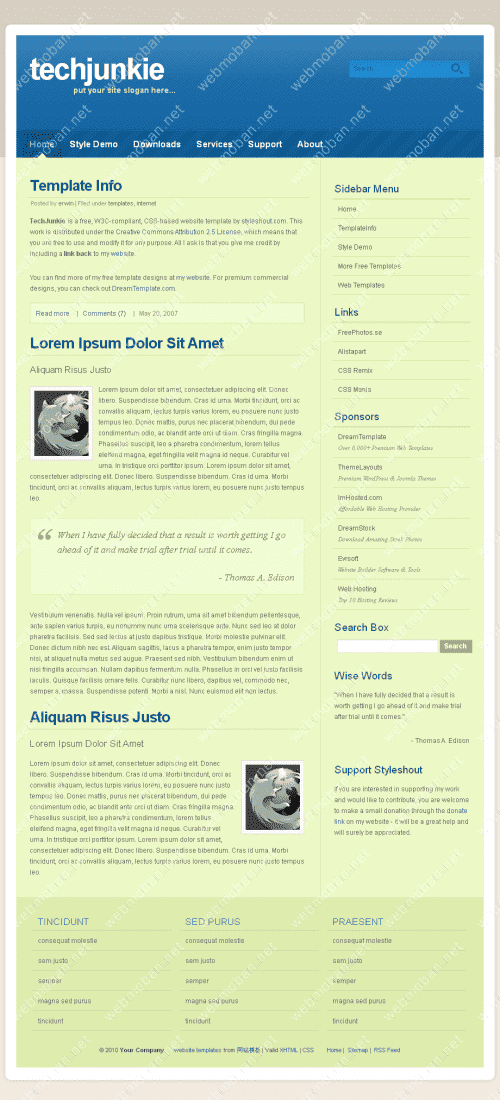 techjunkie
put your site slogan here...
Search
Home Style Demo Downloads Services Support About
Template Info
Posted by erwin | Filed under templates, internet
TechJunkie is a free, W3C-compliant, CSS-based website template by styleshout.com. This
work is distributed under the Creative Commons Attribution 2.5 License, which means that
you are free to use and modify it for any purpose. All I ask is that you give me credit by
including a link back to my website.
You can find more of my free template designs at my website. For premium commercial
designs, you can check out DreamTemplate.com.
Read more | Comments (7) | May 20, 2007
Lorem Ipsum Dolor Sit Amet
Aliquam Risus Justo
Lorem ipsum dolor sit amet, consectetuer adipiscing elit. Donec
libero. Suspendisse bibendum. Cras id urna. Morbi tincidunt, orci ac
convallis aliquam, lectus turpis varius lorem, eu posuere nunc justo
tempus leo. Donec mattis, purus nec placerat bibendum, dui pede
condimentum odio, ac blandit ante orci ut diam. Cras fringilla magna.
Phasellus suscipit, leo a pharetra condimentum, lorem tellus
eleifend magna, eget fringilla velit magna id neque. Curabitur vel
urna. In tristique orci porttitor ipsum. Lorem ipsum dolor sit amet,
consectetuer adipiscing elit. Donec libero. Suspendisse bibendum. Cras id urna. Morbi
tincidunt, orci ac convallis aliquam, lectus turpis varius lorem, eu posuere nunc justo tempus
leo.
“ When I have fully decided that a result is worth getting I go
ahead of it and make trial after trial until it comes.
- Thomas A. Edison
Vestibulum venenatis. Nulla vel ipsum. Proin rutrum, urna sit amet bibendum pellentesque,
ante sapien varius turpis, eu nonummy nunc urna scelerisque ante. Nunc sed leo at dolor
pharetra facilisis. Sed sed lectus at justo dapibus tristique. Morbi molestie pulvinar elit.
Donec dictum nibh nec est. Aliquam sagittis, lacus a pharetra tempor, enim justo tempor
nisi, at aliquet nulla metus sed augue. Praesent sed nibh. Vestibulum bibendum enim ut
nisi fringilla accumsan. Nullam dapibus fermentum nulla. Phasellus in orci vel justo facilisis
iaculis. Quisque facilisis ornare felis. Curabitur nunc libero, dapibus vel, commodo nec,
semper a, massa. Suspendisse potenti. Morbi a nisl. Nunc euismod elit non lectus.
Aliquam Risus Justo
Lorem Ipsum Dolor Sit Amet
Lorem ipsum dolor sit amet, consectetuer adipiscing elit. Donec
libero. Suspendisse bibendum. Cras id urna. Morbi tincidunt, orci ac
convallis aliquam, lectus turpis varius lorem, eu posuere nunc justo
tempus leo. Donec mattis, purus nec placerat bibendum, dui pede
condimentum odio, ac blandit ante orci ut diam. Cras fringilla magna.
Phasellus suscipit, leo a pharetra condimentum, lorem tellus
eleifend magna, eget fringilla velit magna id neque. Curabitur vel
urna. In tristique orci porttitor ipsum. Lorem ipsum dolor sit amet,
consectetuer adipiscing elit. Donec libero. Suspendisse bibendum. Cras id urna. Morbi
tincidunt, orci ac convallis aliquam, lectus turpis varius lorem, eu posuere nunc justo tempus
leo.
Sidebar Menu
Home
TemplateInfo
Style Demo
More Free Templates
Web Templates
Links
FreePhotos.se
Alistapart
CSS Remix
CSS Mania
Sponsors
DreamTemplate
Over 6,000+ Premium Web Templates
ThemeLayouts
Premium WordPress & Joomla Themes
ImHosted.com
Affordable Web Hosting Provider
DreamStock
Download Amazing Stock Photos
Evrsoft
Website Builder Software & Tools
Web Hosting
Top 10 Hosting Reviews
Search Box
Search
Wise Words
"When I have fully decided that a result is
worth getting I go ahead of it and make trial
after trial until it comes."
- Thomas A. Edison
Support Styleshout
If you are interested in supporting my work
and would like to contribute, you are welcome
to make a small donation through the donate
link on my website - it will be a great help and
will surely be appreciated.
TINCIDUNT
consequat molestie
sem justo
semper
magna sed purus
tincidunt
SED PURUS
consequat molestie
sem justo
semper
magna sed purus
tincidunt
PRAESENT
consequat molestie
sem justo
semper
magna sed purus
tincidunt
© 2010 Your Company. website templates from 网站模板 | Valid XHTML | CSS Home | Sitemap | RSS Feed
webmoban.net